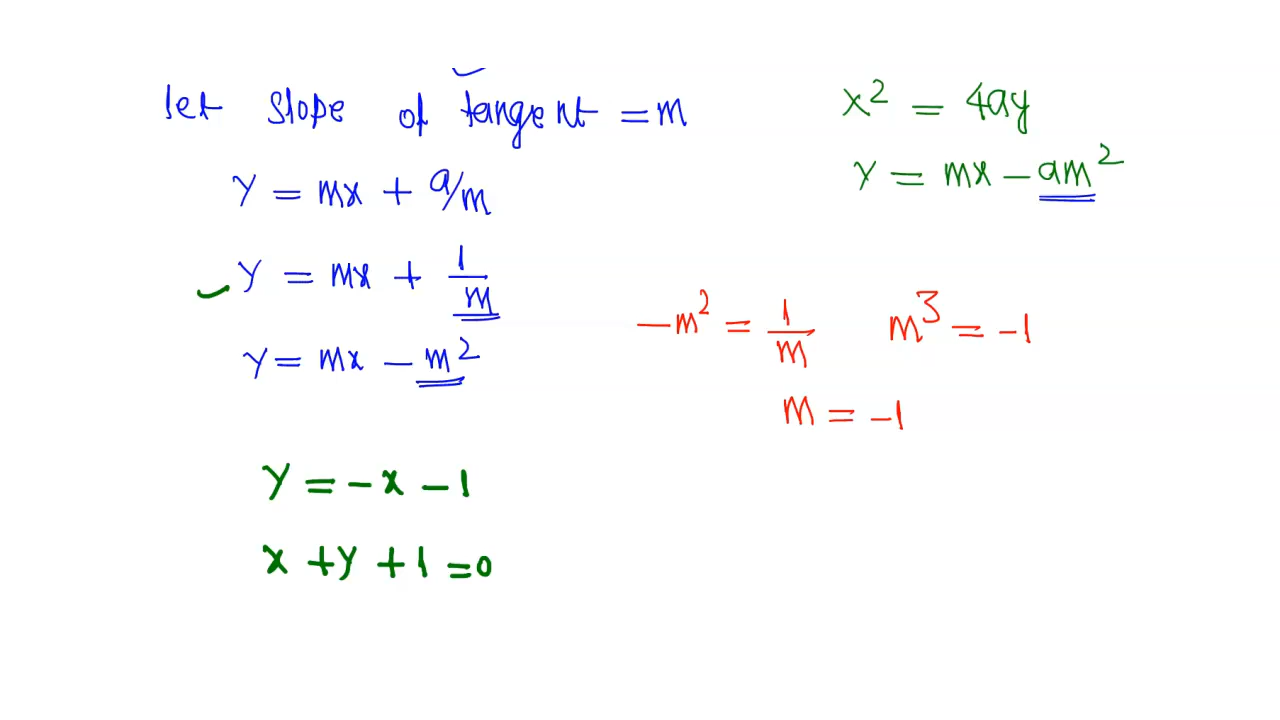 let slope of tangent = m
y = mx + a/m
y = mx + 1/m
y = mx - m²
x² = 4ay
y = mx - am²
-m² = 1/m    m³ = -1
m = -1
y = -x - 1
x + y + 1 = 0